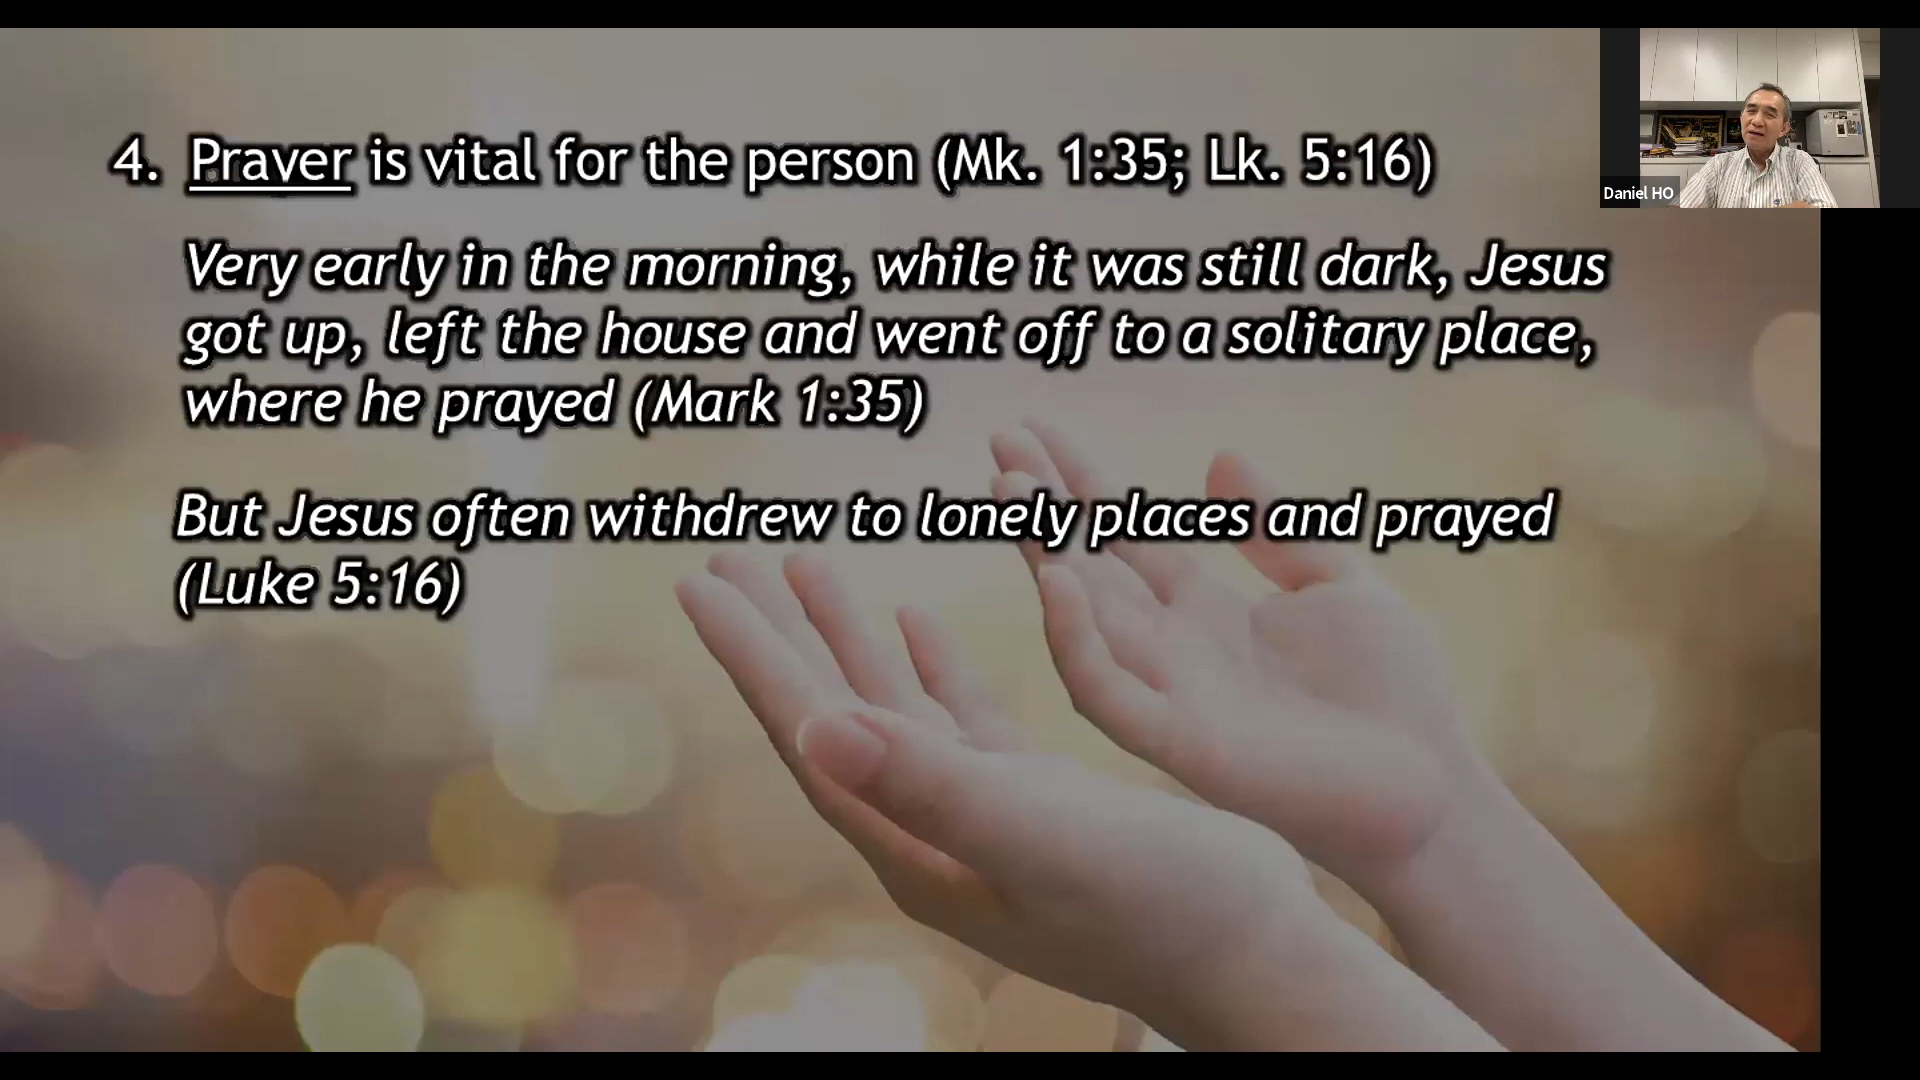 4. Prayer is vital for the person (Mk. 1:35; Lk. 5:16)
Very early in the morning, while it was still dark, Jesus
got up, left the house and went off to a solitary place,
where he prayed (Mark 1:35)
But Jesus often withdrew to lonely places and prayed
(Luke 5:16)
Daniel HO